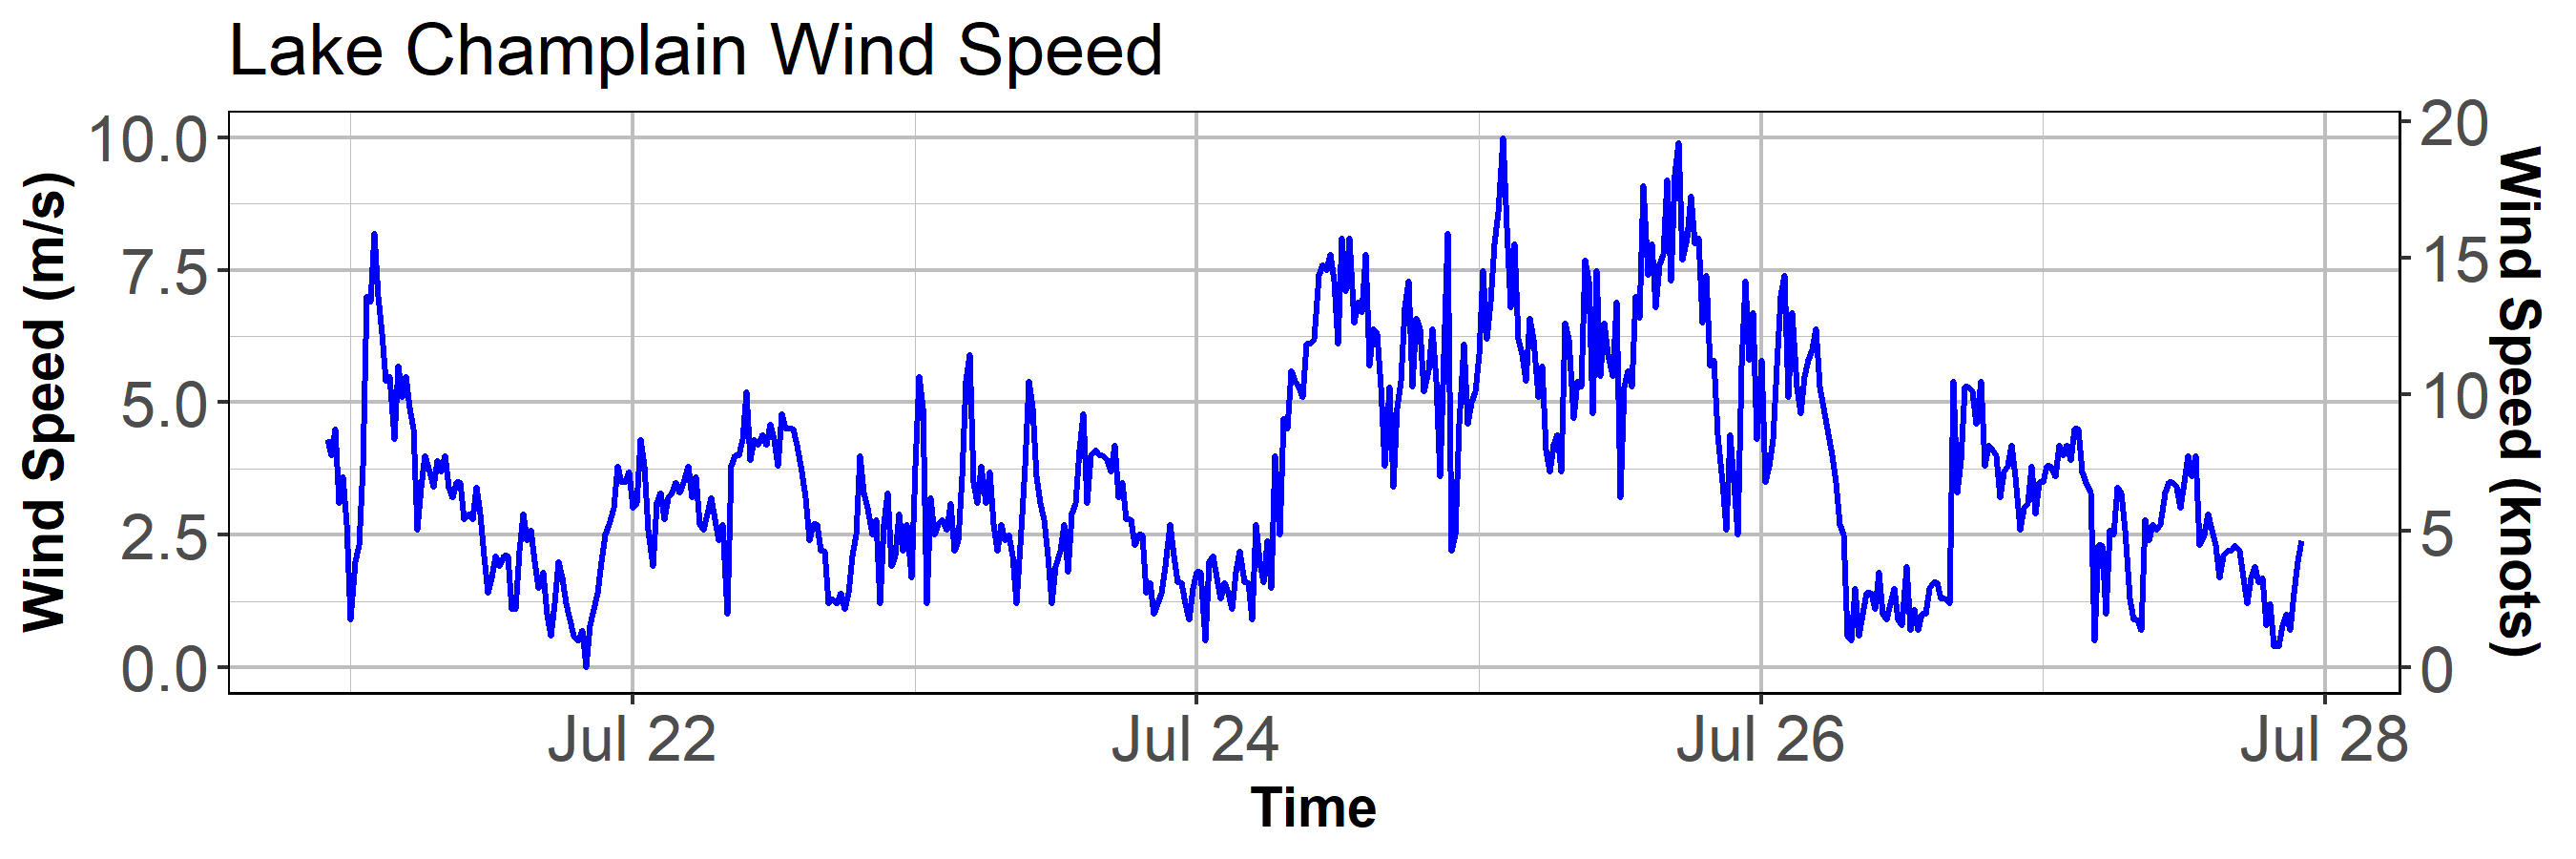 Lake Champlain Wind Speed
Wind Speed (m/s)
10.0
7.5
5.0
2.5
0.0
20
15
10
5
0
Wind Speed (knots)
Jul 22 Jul 24 Jul 26 Jul 28
Time